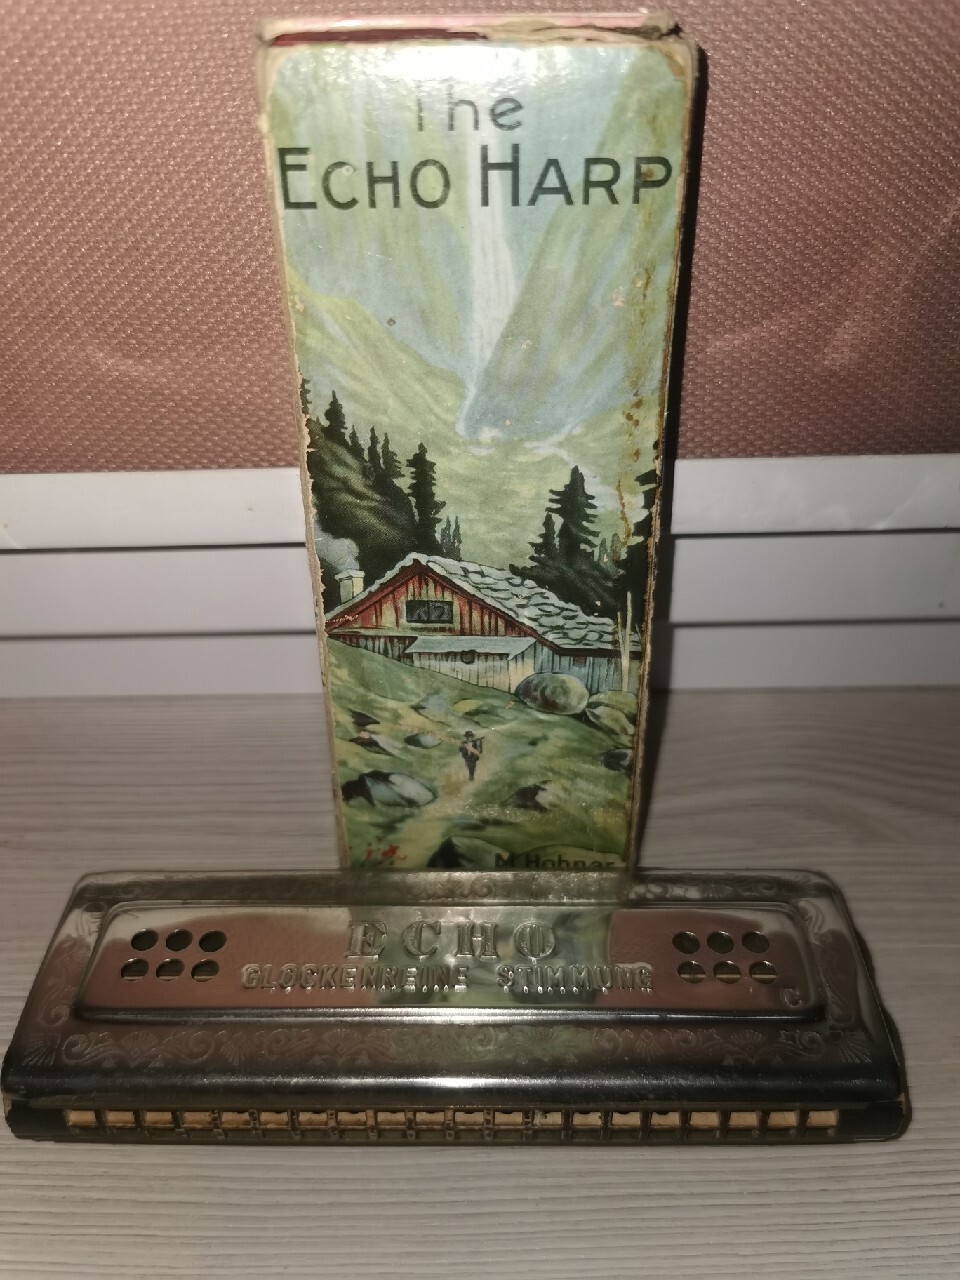 The
ECHO HARP
M. Hohner
ECHO
GLOCKENREINE STIMMUNG
C